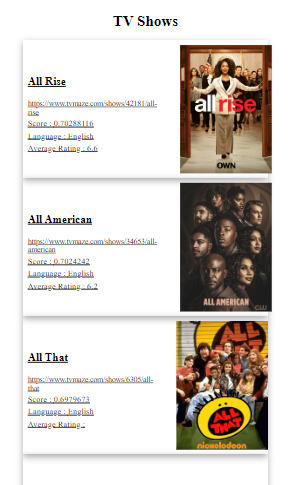 TV Shows
All Rise
https://www.tvmaze.com/shows/42181/all-
rise
Score : 0.70288116
Language : English
Average Rating : 6.6
all rise
OWN
All American
https://www.tvmaze.com/shows/34653/all-
american
Score : 0.7024242
Language : English
Average Rating : 6.2
ALL AMERICAN
All That
https://www.tvmaze.com/shows/6305/all-
that
Score : 0.6979673
Language : English
Average Rating :
ALL
THAT
ALL
THAT
nickelodeon